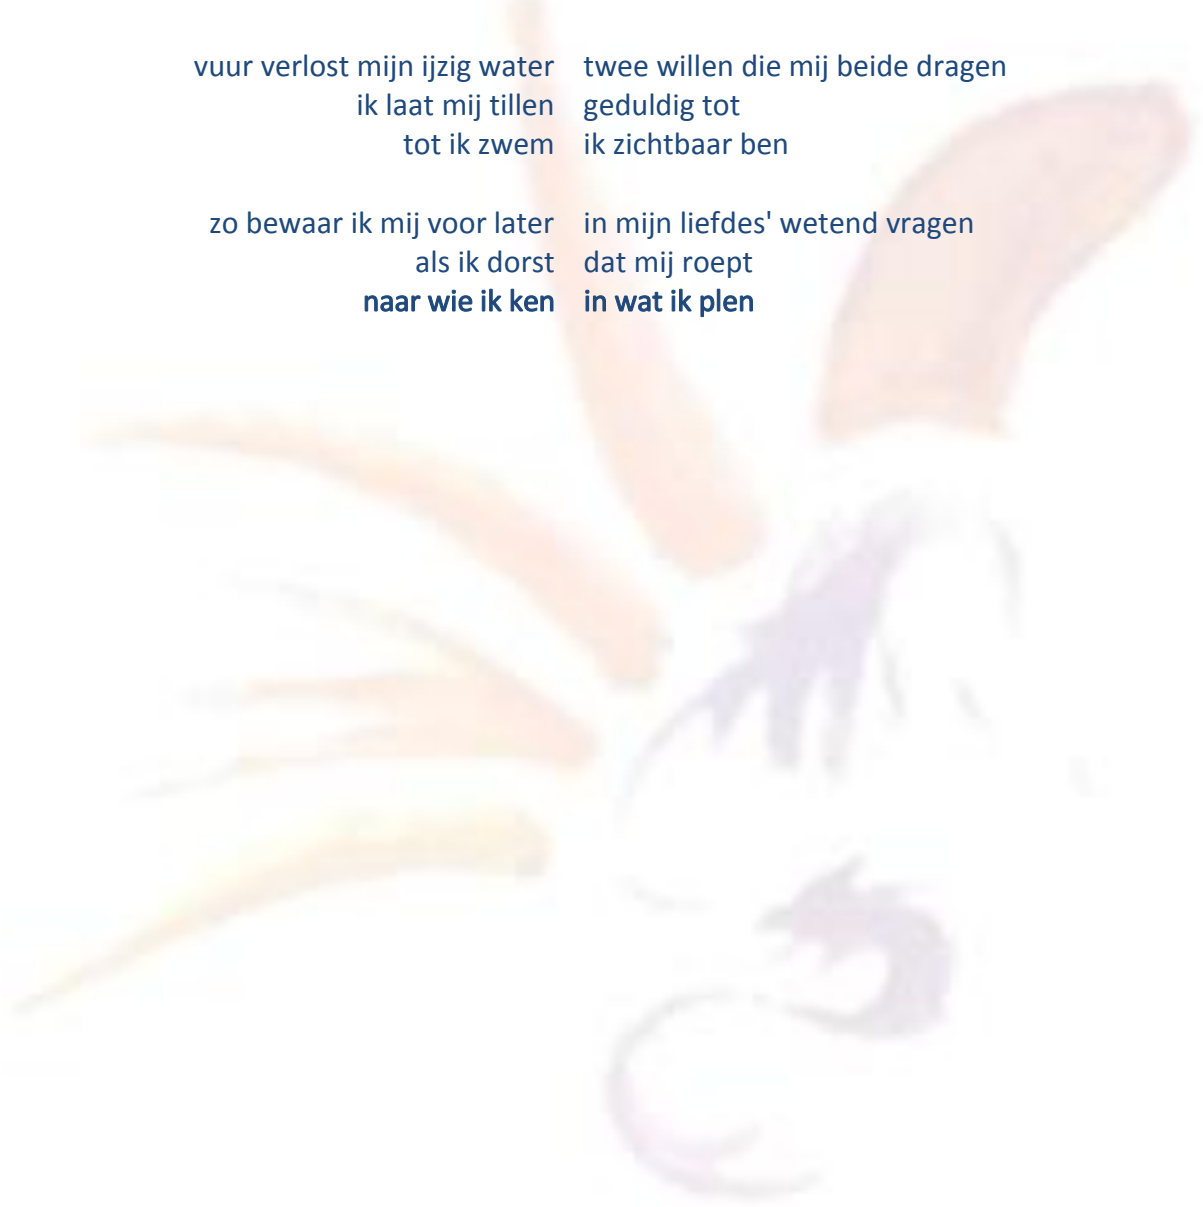 vuur verlost mijn ijzig water twee willen die mij beide dragen
ik laat mij tillen geduldig tot
tot ik zwem ik zichtbaar ben
zo bewaar ik mij voor later in mijn liefdes' wetend vragen
als ik dorst dat mij roept
naar wie ik ken in wat ik plen